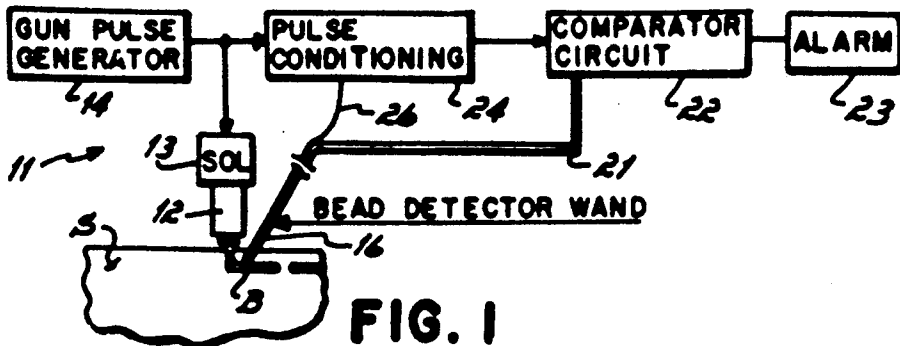 GUN PULSE
GENERATOR
PULSE
CONDITIONING
COMPARATOR
CIRCUIT
ALARM
14
26
24
22
23
13
SOL
11
21
12
BEAD DETECTOR WAND
S
16
B
FIG. 1